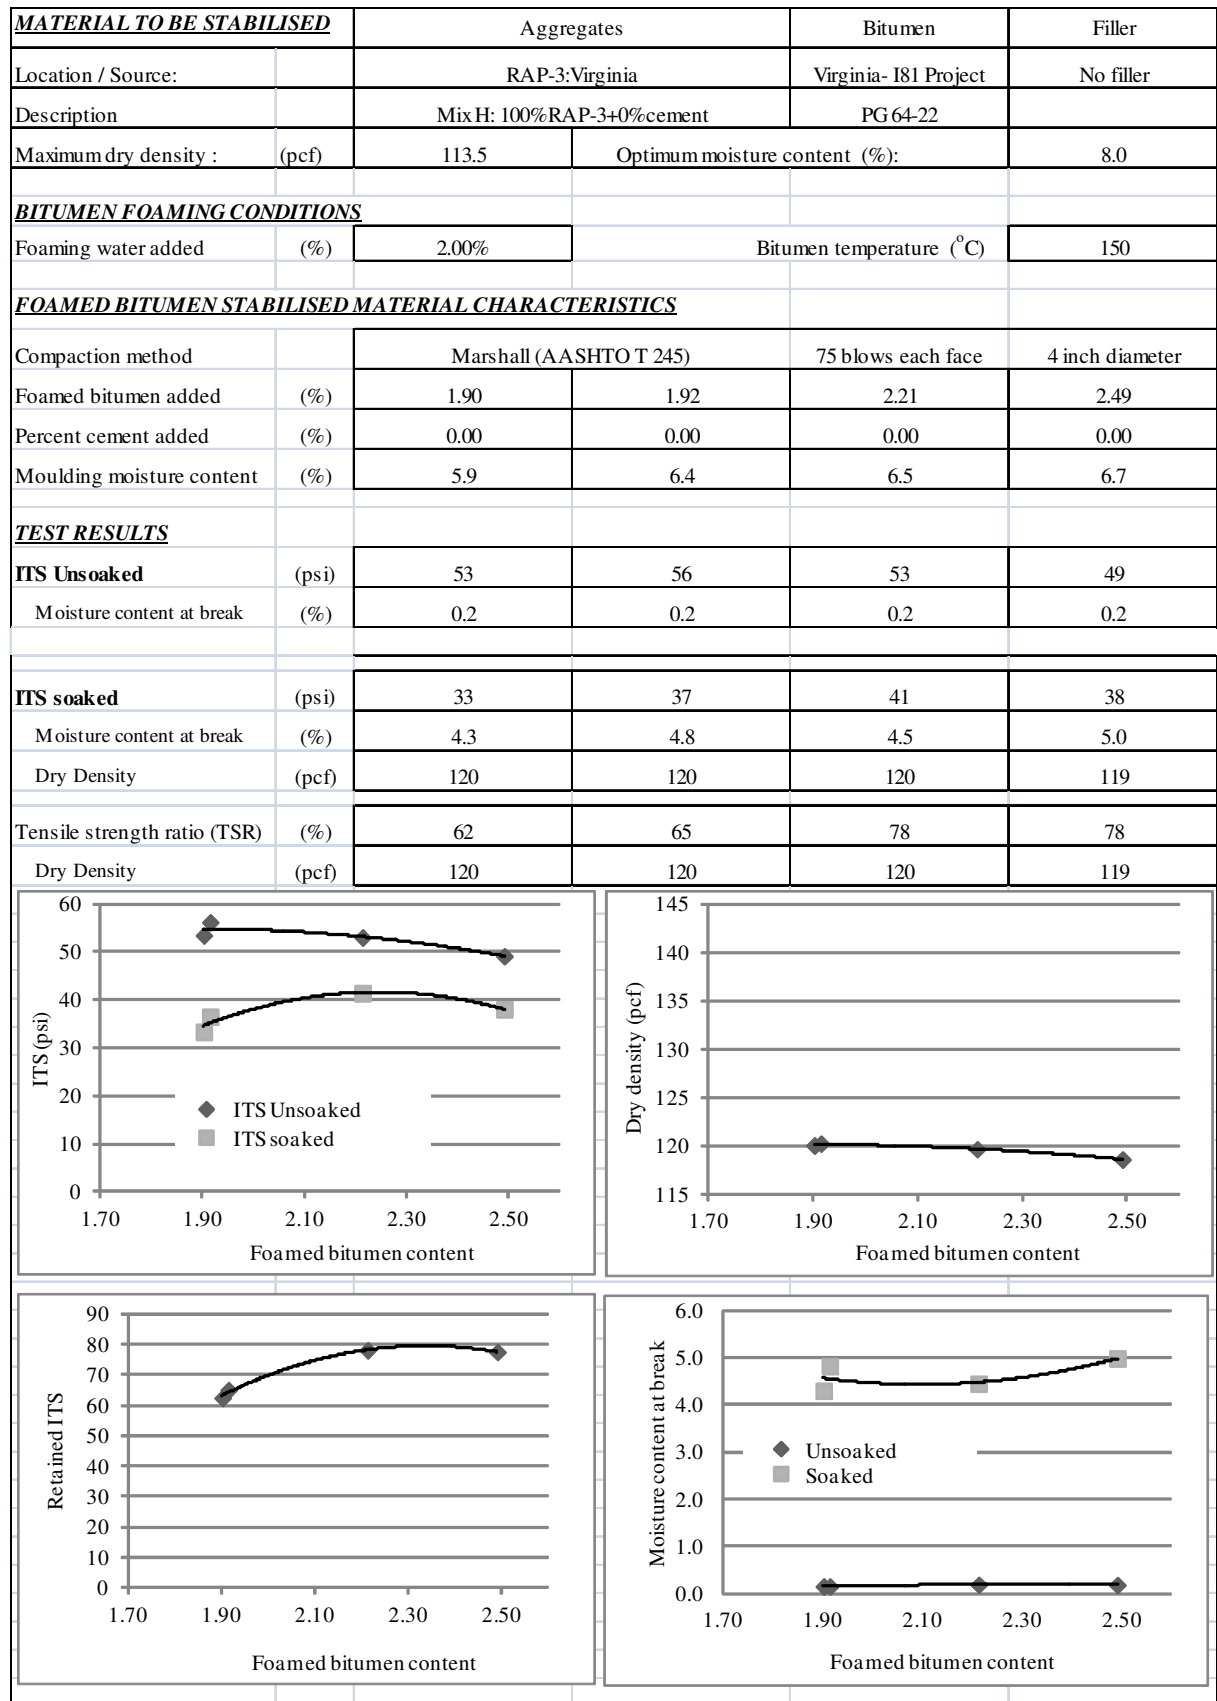 MATERIAL TO BE STABILISED Aggregates Bitumen Filler
Location / Source: RAP-3:Virginia Virginia- I81 Project No filler
Description Mix H: 100%RAP-3+0%cement PG 64-22
Maximum dry density : (pcf) 113.5 Optimum moisture content (%): 8.0
BITUMEN FOAMING CONDITIONS
Foaming water added (%) 2.00% Bitumen temperature (°C) 150
FOAMED BITUMEN STABILISED MATERIAL CHARACTERISTICS
Compaction method Marshall (AASHTO T 245) 75 blows each face 4 inch diameter
Foamed bitumen added (%) 1.90 1.92 2.21 2.49
Percent cement added (%) 0.00 0.00 0.00 0.00
Moulding moisture content (%) 5.9 6.4 6.5 6.7
TEST RESULTS
ITS Unsoaked (psi) 53 56 53 49
Moisture content at break (%) 0.2 0.2 0.2 0.2
ITS soaked (psi) 33 37 41 38
Moisture content at break (%) 4.3 4.8 4.5 5.0
Dry Density (pcf) 120 120 120 119
Tensile strength ratio (TSR) (%) 62 65 78 78
Dry Density (pcf) 120 120 120 119
ITS (psi)
60
50
40
30
20
10
0
ITS Unsoaked
ITS soaked
1.70 1.90 2.10 2.30 2.50
Foamed bitumen content
Dry density (pcf)
145
140
135
130
125
120
115
1.70 1.90 2.10 2.30 2.50
Foamed bitumen content
Retained ITS
90
80
70
60
50
40
30
20
10
0
1.70 1.90 2.10 2.30 2.50
Foamed bitumen content
Moisture content at break
6.0
5.0
4.0
3.0
2.0
1.0
0.0
Unsoaked
Soaked
1.70 1.90 2.10 2.30 2.50
Foamed bitumen content